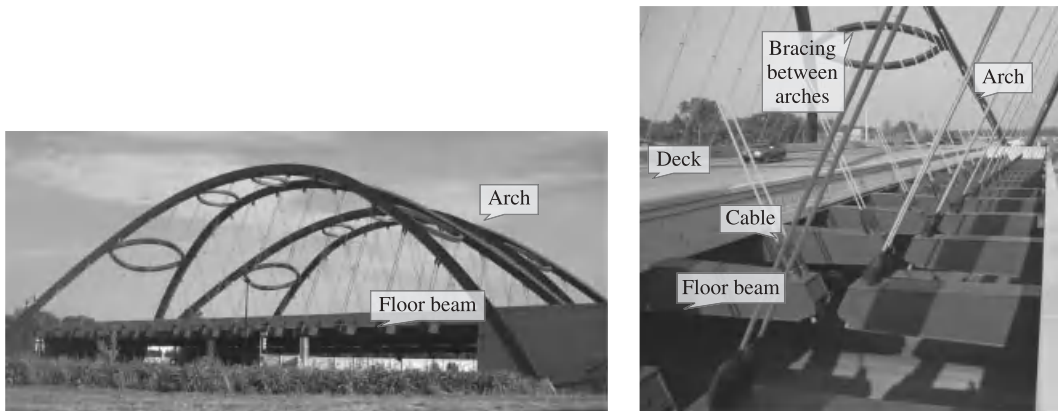 Arch
Floor beam
Bracing
between
arches
Arch
Deck
Cable
Floor beam